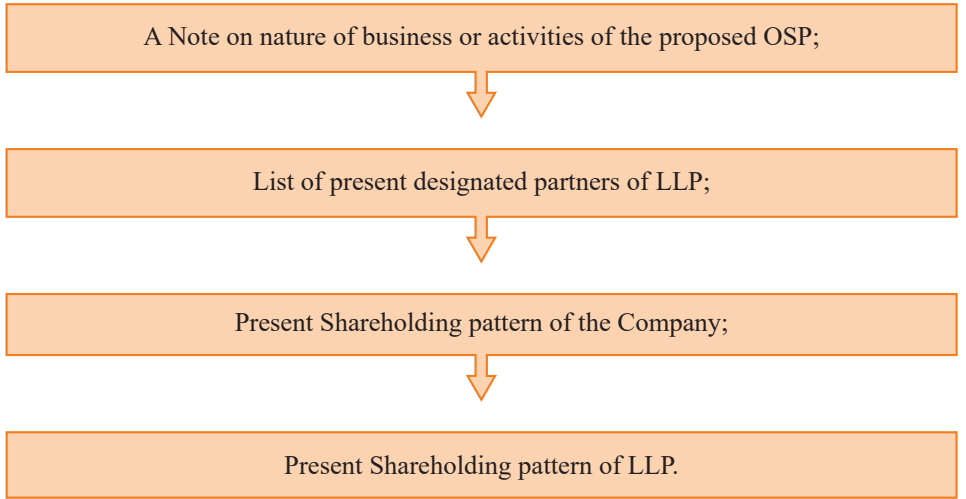 A Note on nature of business or activities of the proposed OSP;
List of present designated partners of LLP;
Present Shareholding pattern of the Company;
Present Shareholding pattern of LLP.